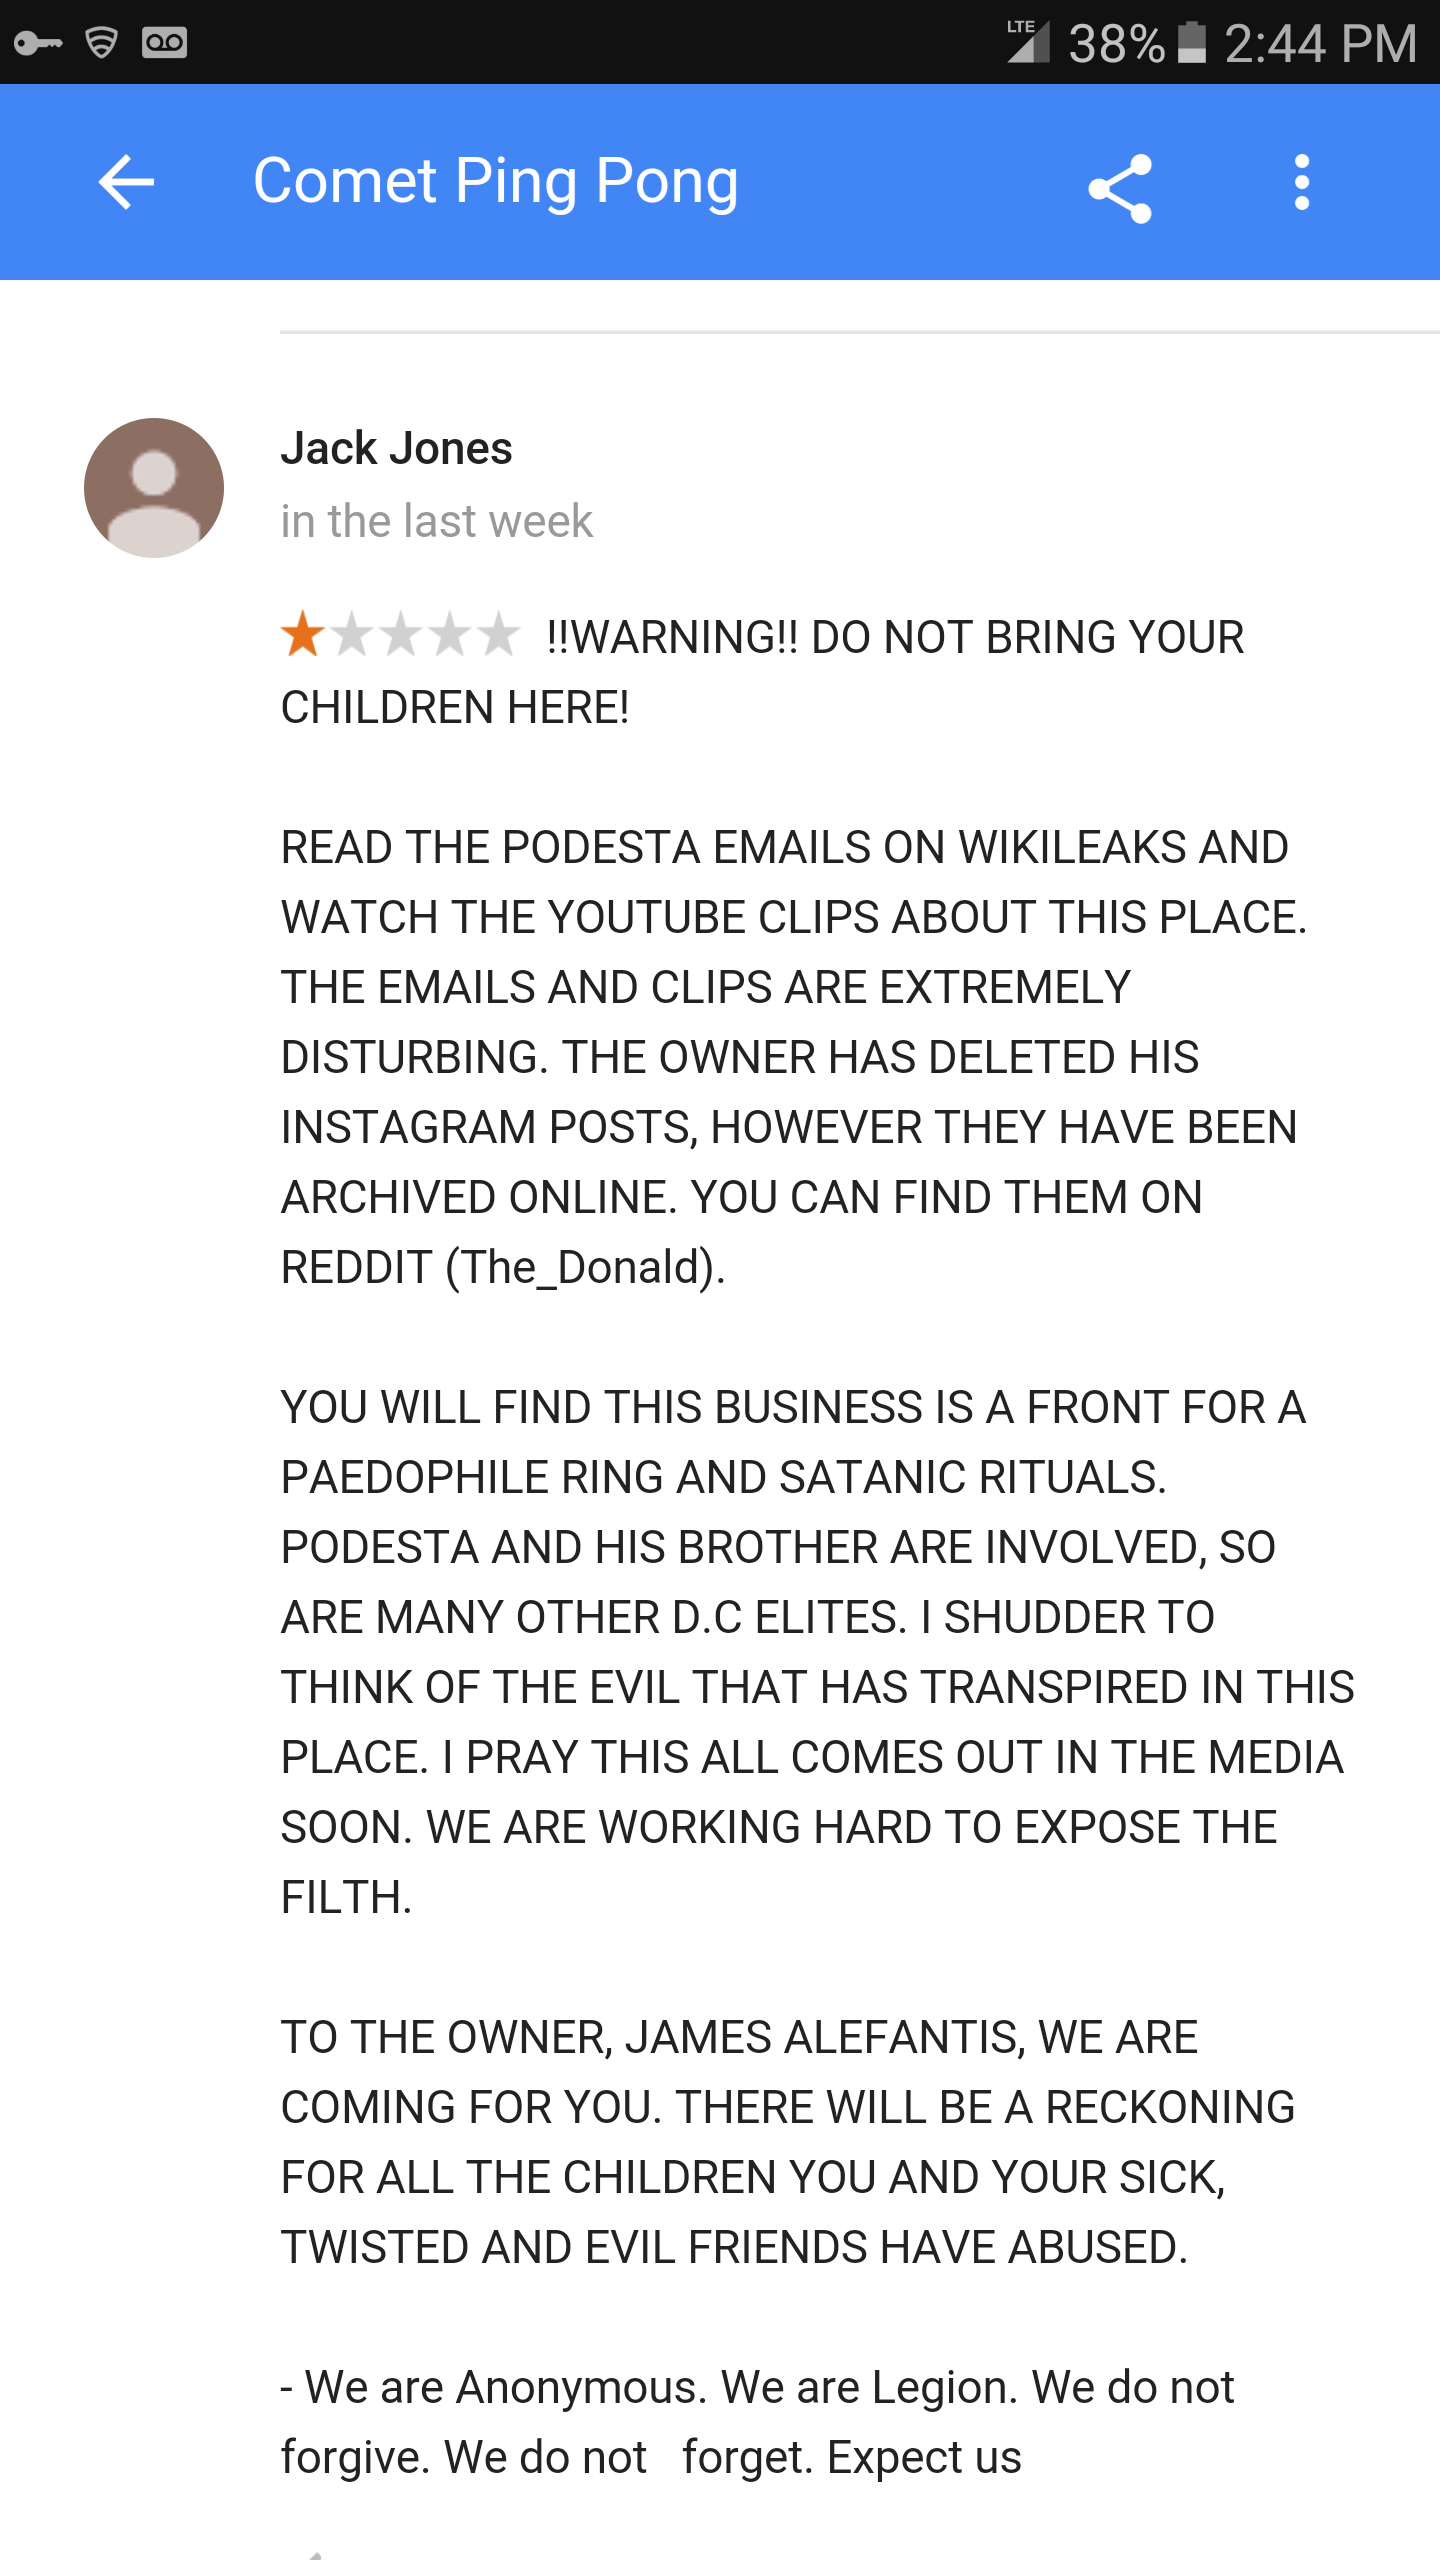 LTE 38% 2:44 PM
Comet Ping Pong
Jack Jones
in the last week
!!WARNING!! DO NOT BRING YOUR
CHILDREN HERE!
READ THE PODESTA EMAILS ON WIKILEAKS AND
WATCH THE YOUTUBE CLIPS ABOUT THIS PLACE.
THE EMAILS AND CLIPS ARE EXTREMELY
DISTURBING. THE OWNER HAS DELETED HIS
INSTAGRAM POSTS, HOWEVER THEY HAVE BEEN
ARCHIVED ONLINE. YOU CAN FIND THEM ON
REDDIT (The_Donald).
YOU WILL FIND THIS BUSINESS IS A FRONT FOR A
PAEDOPHILE RING AND SATANIC RITUALS.
PODESTA AND HIS BROTHER ARE INVOLVED, SO
ARE MANY OTHER D.C ELITES. I SHUDDER TO
THINK OF THE EVIL THAT HAS TRANSPIRED IN THIS
PLACE. I PRAY THIS ALL COMES OUT IN THE MEDIA
SOON. WE ARE WORKING HARD TO EXPOSE THE
FILTH.
TO THE OWNER, JAMES ALEFANTIS, WE ARE
COMING FOR YOU. THERE WILL BE A RECKONING
FOR ALL THE CHILDREN YOU AND YOUR SICK,
TWISTED AND EVIL FRIENDS HAVE ABUSED.
- We are Anonymous. We are Legion. We do not
forgive. We do not   forget. Expect us